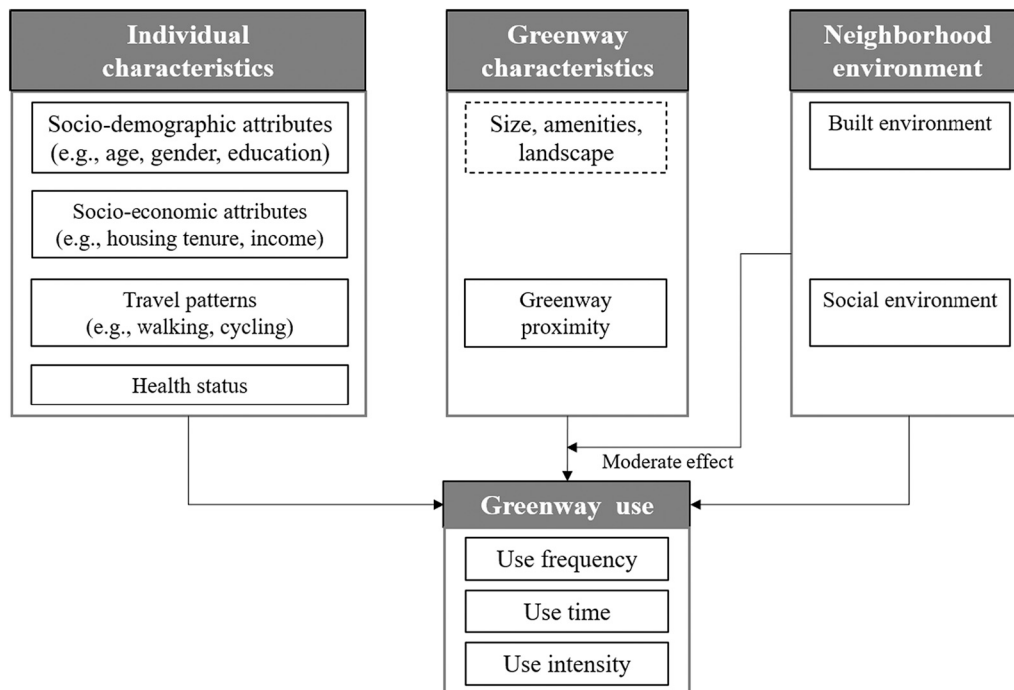 Individual
characteristics
Socio-demographic attributes
(e.g., age, gender, education)
Socio-economic attributes
(e.g., housing tenure, income)
Travel patterns
(e.g., walking, cycling)
Health status
Greenway
characteristics
Size, amenities,
landscape
Greenway
proximity
Neighborhood
environment
Built environment
Social environment
Moderate effect
Greenway use
Use frequency
Use time
Use intensity